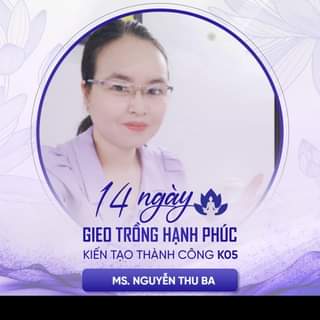 14 ngày
GIEO TRỒNG HẠNH PHÚC
KIẾN TẠO THÀNH CÔNG K05
MS. NGUYỄN THU BA